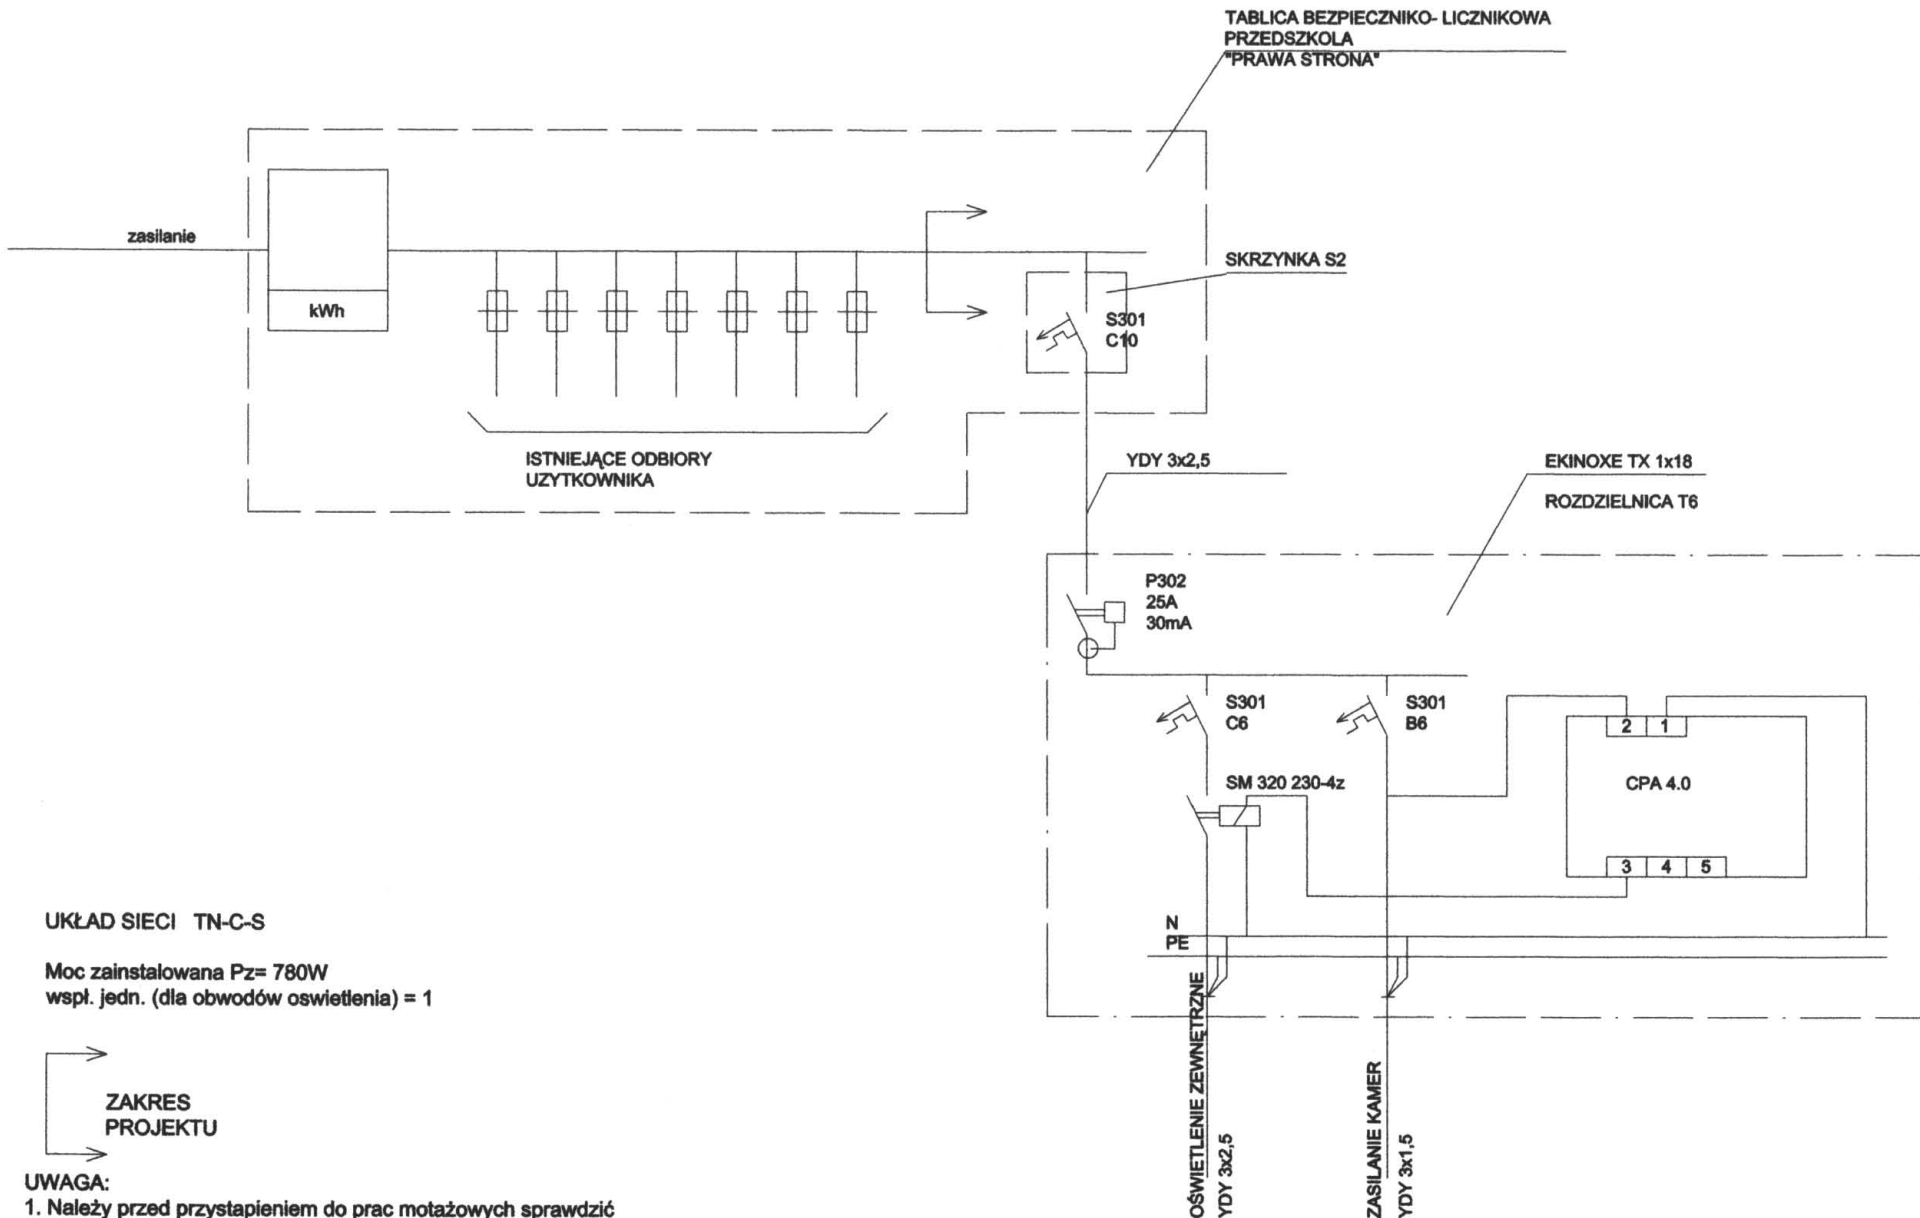 TABLICA BEZPIECZNIKO- LICZNIKOWA
PRZEDSZKOLA
"PRAWA STRONA"
zasilanie
kWh
SKRZYNKA S2
S301
C10
ISTNIEJĄCE ODBIORY
UZYTKOWNIKA
YDY 3x2,5
EKINOXE TX 1x18
ROZDZIELNICA T6
P302
25A
30mA
S301
C6
S301
B6
2 1
CPA 4.0
SM 320 230-4z
3 4 5
N
PE
UKŁAD SIECI TN-C-S
Moc zainstalowana Pz= 780W
wspł. jedn. (dla obwodów oswietlenia) = 1
OŚWIETLENIE ZEWNĘTRZNE
YDY 3x2,5
ZASILANIE KAMER
YDY 3x1,5
ZAKRES
PROJEKTU
UWAGA:
1. Należy przed przystapieniem do prac motażowych sprawdzić